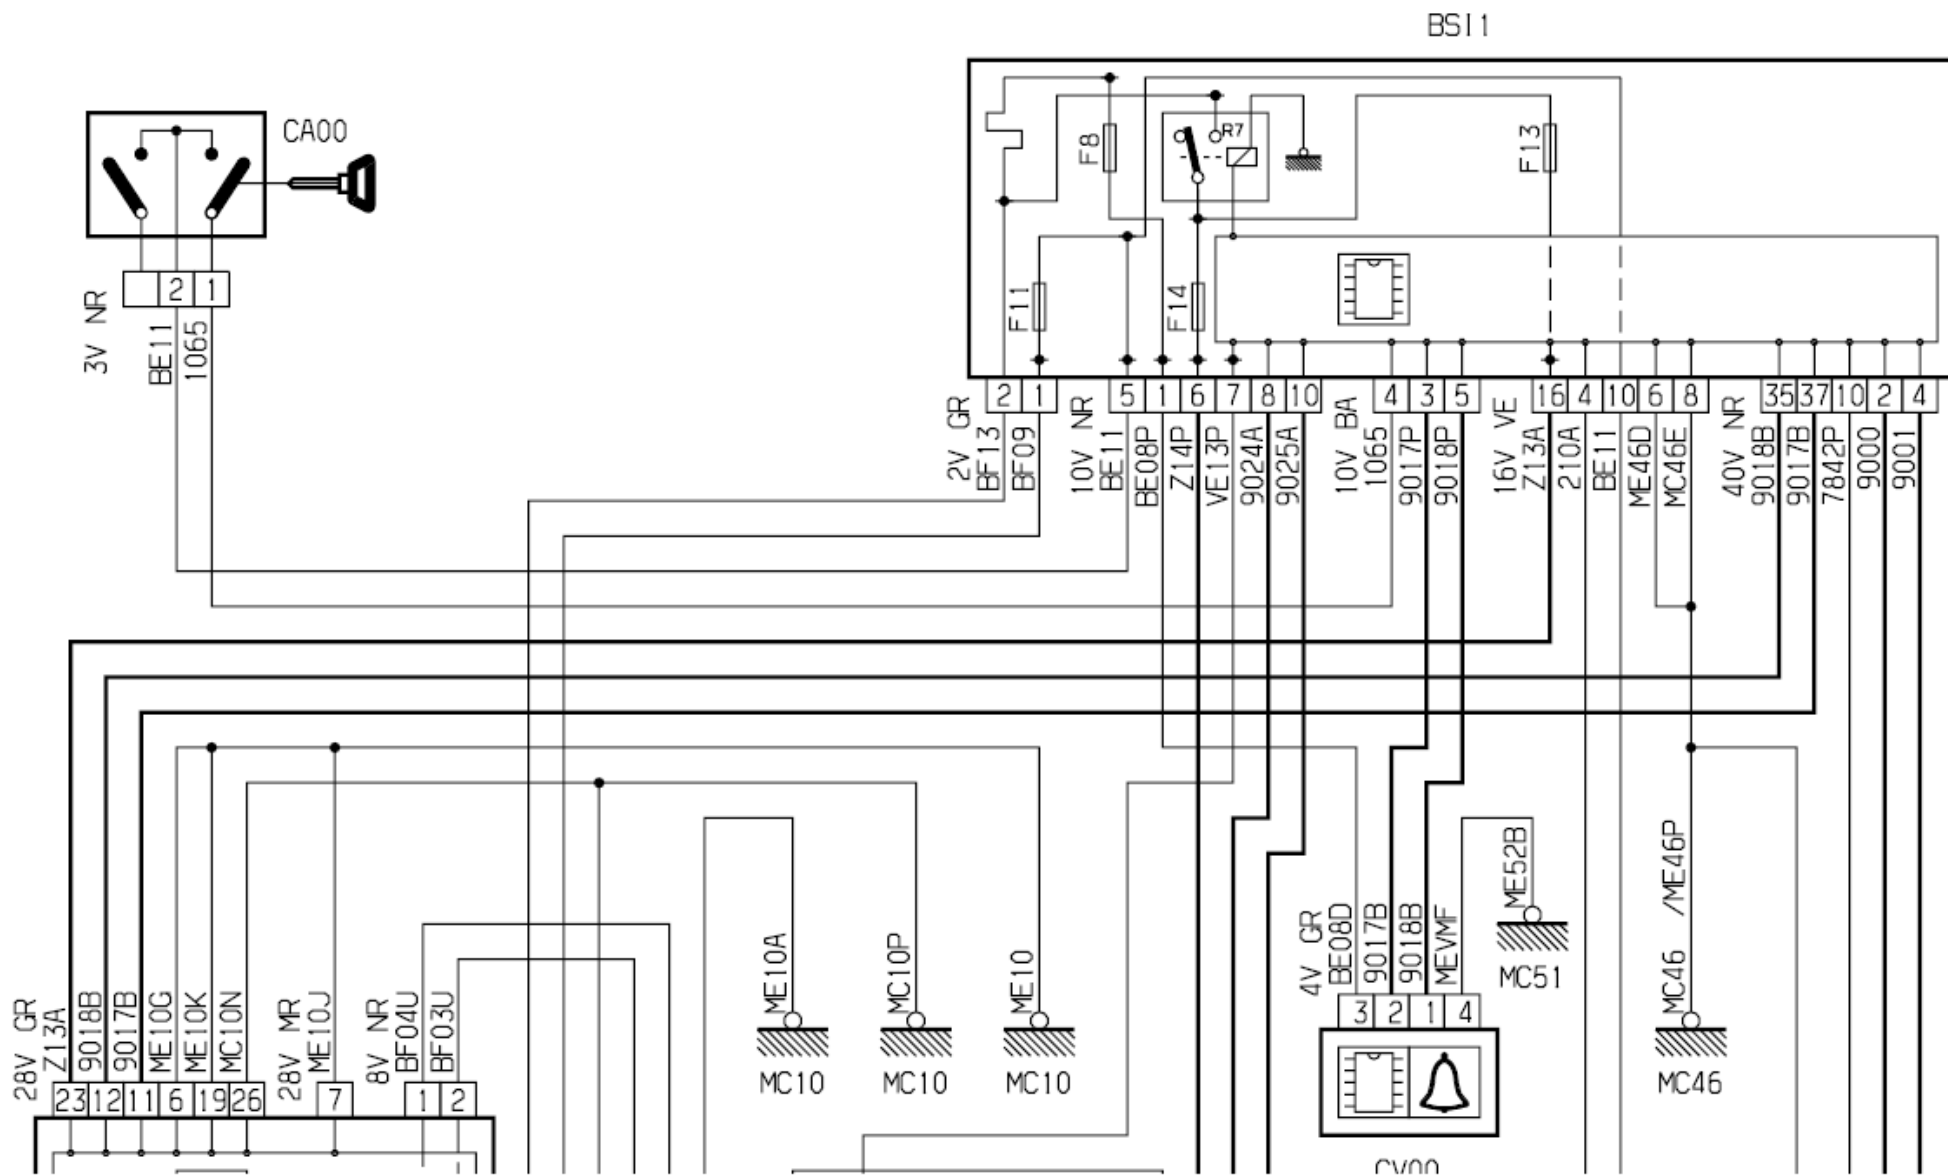 BSI1
CA00
R7
F8
F13
F11
F14
3V NR
2
1
BE11
1065
2V GR
2
1
BF13
BF09
10V NR
5
1
6
7
8
10
BE11
BE08P
Z14P
VE13P
9024A
9025A
10V BA
4
3
5
1065
9017P
9018P
16V VE
16
4
10
6
8
Z13A
210A
BE11
ME46D
MC46E
40V NR
35
37
10
2
4
9018B
9017B
7842P
9000
9001
ME10A
MC10
MC10P
MC10
ME10
MC10
4V GR
BE08D
9017B
9018B
MEVMF
3
2
1
4
ME52B
MC51
MC46 /ME46P
MC46
28V GR
Z13A
9018B
9017B
ME10G
ME10K
MC10N
23
12
11
6
19
26
28V MR
ME10J
7
8V NR
BF04U
BF03U
1
2
CV00